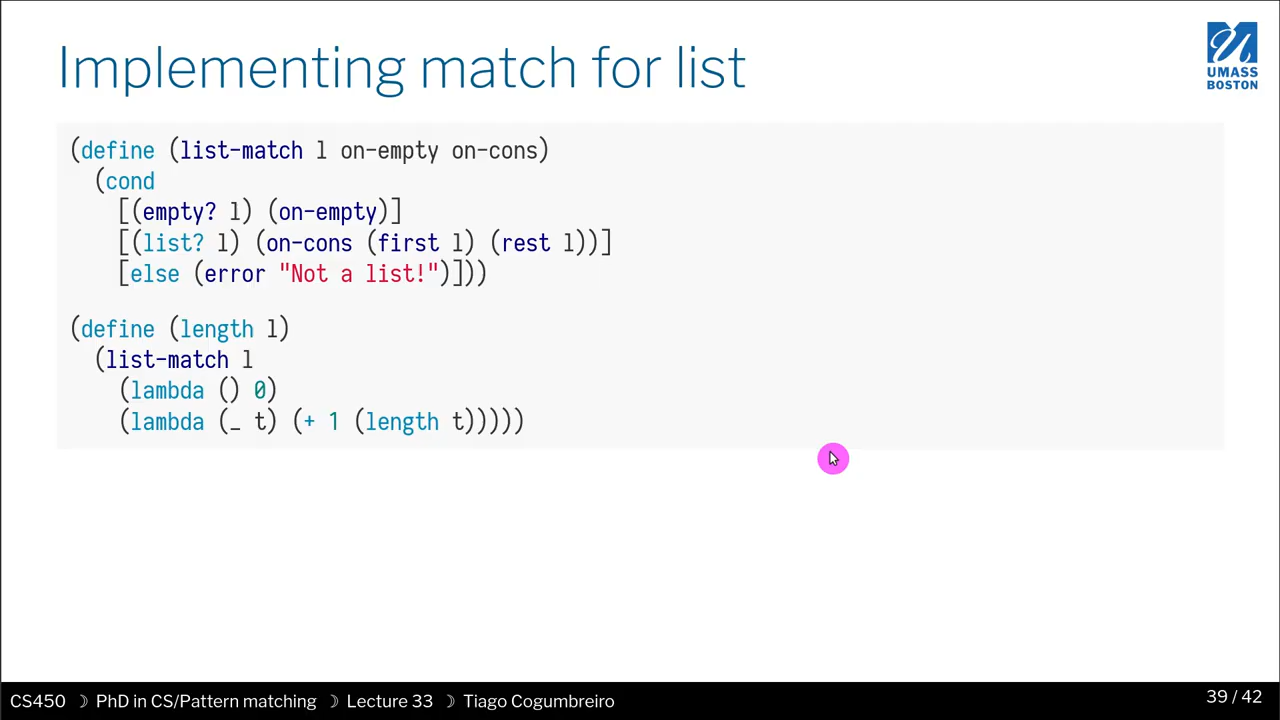 Implementing match for list
UMASS
BOSTON
(define (list-match l on-empty on-cons)
(cond
[(empty? l) (on-empty)]
[(list? l) (on-cons (first l) (rest l))]
[else (error "Not a list!")]))
(define (length l)
(list-match l
(lambda () 0)
(lambda (_ t) (+ 1 (length t)))))
CS450 ☽ PhD in CS/Pattern matching ☽ Lecture 33 ☽ Tiago Cogumbreiro
39 / 42